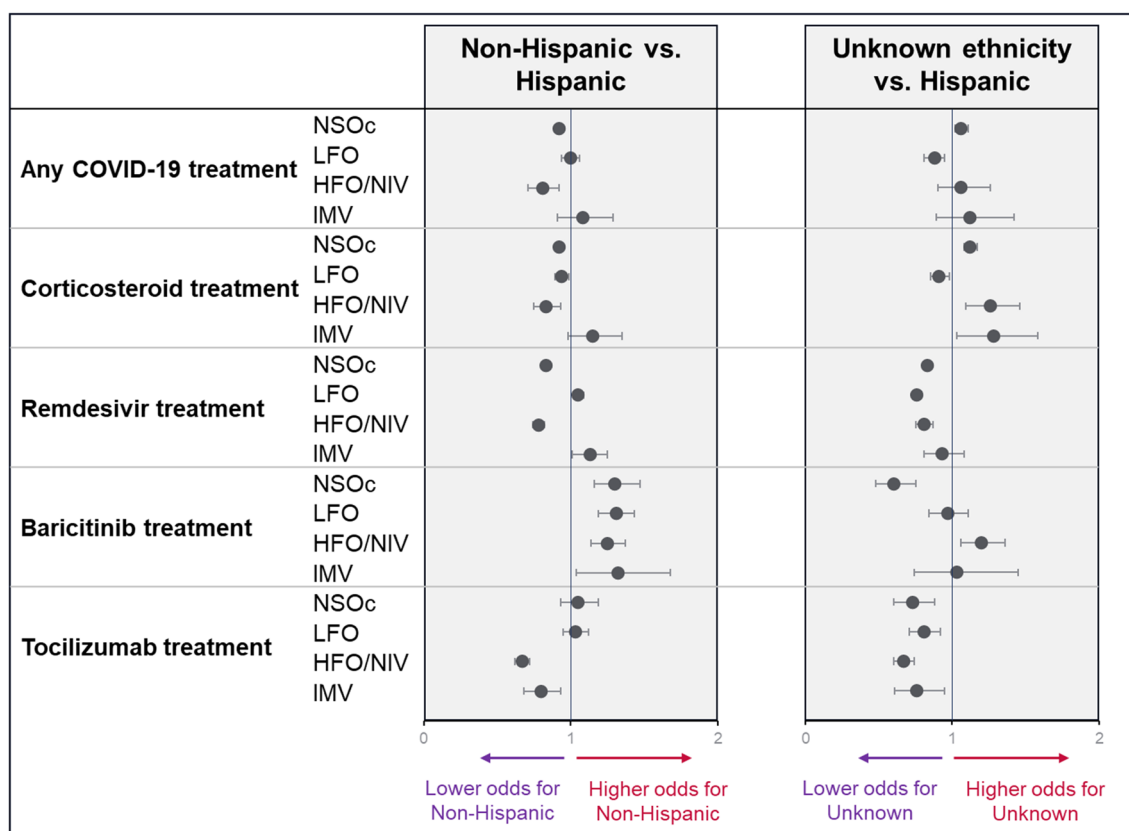 Non-Hispanic vs.
Hispanic
Unknown ethnicity
vs. Hispanic
Any COVID-19 treatment
NSOc
LFO
HFO/NIV
IMV
Corticosteroid treatment
NSOc
LFO
HFO/NIV
IMV
Remdesivir treatment
NSOc
LFO
HFO/NIV
IMV
Baricitinib treatment
NSOc
LFO
HFO/NIV
IMV
Tocilizumab treatment
NSOc
LFO
HFO/NIV
IMV
0 1 2
0 1 2
Lower odds for
Non-Hispanic
Higher odds for
Non-Hispanic
Lower odds for
Unknown
Higher odds for
Unknown